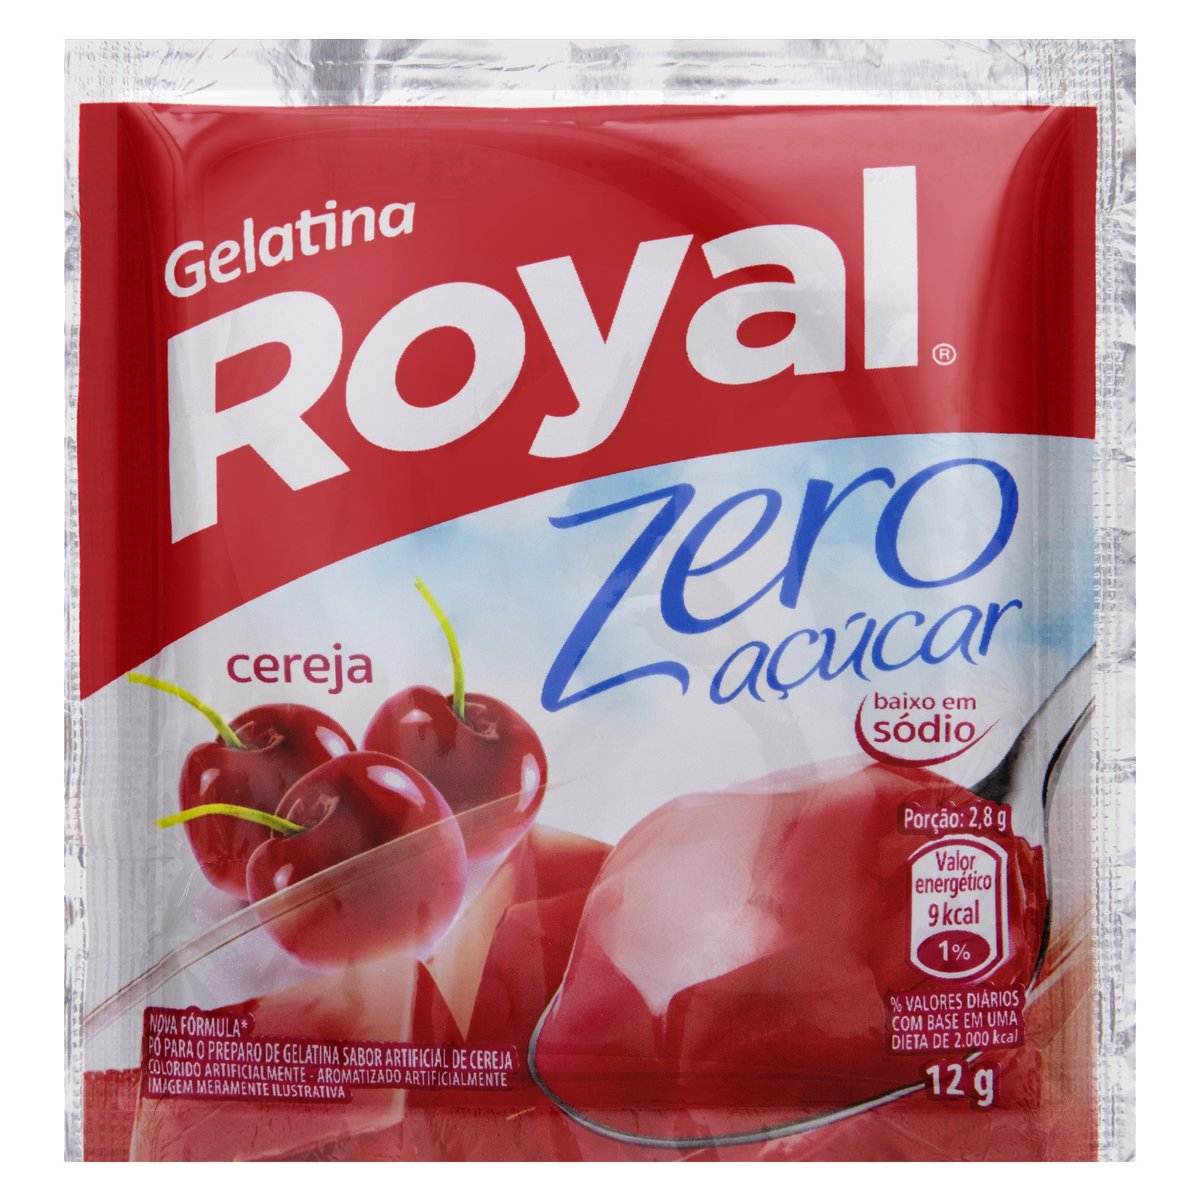 Gelatina
Royal®
Zero
açúcar
cereja
baixo em
sódio
Porção: 2,8 g
Valor
energético
9 kcal
1%
% VALORES DIÁRIOS
COM BASE EM UMA
DIETA DE 2.000 kcal
NOVA FÓRMULA*
PÓ PARA O PREPARO DE GELATINA SABOR ARTIFICIAL DE CEREJA
COLORIDO ARTIFICIALMENTE - AROMATIZADO ARTIFICIALMENTE
IMAGEM MERAMENTE ILUSTRATIVA
12 g